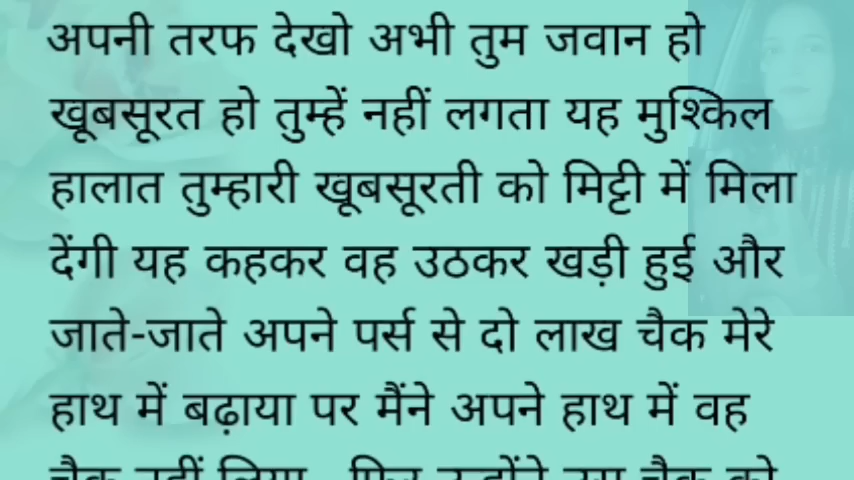 अपनी तरफ देखो अभी तुम जवान हो
खूबसूरत हो तुम्हें नहीं लगता यह मुश्किल
हालात तुम्हारी खूबसूरती को मिट्टी में मिला
देंगी यह कहकर वह उठकर खड़ी हुई और
जाते-जाते अपने पर्स से दो लाख चैक मेरे
हाथ में बढ़ाया पर मैंने अपने हाथ में वह